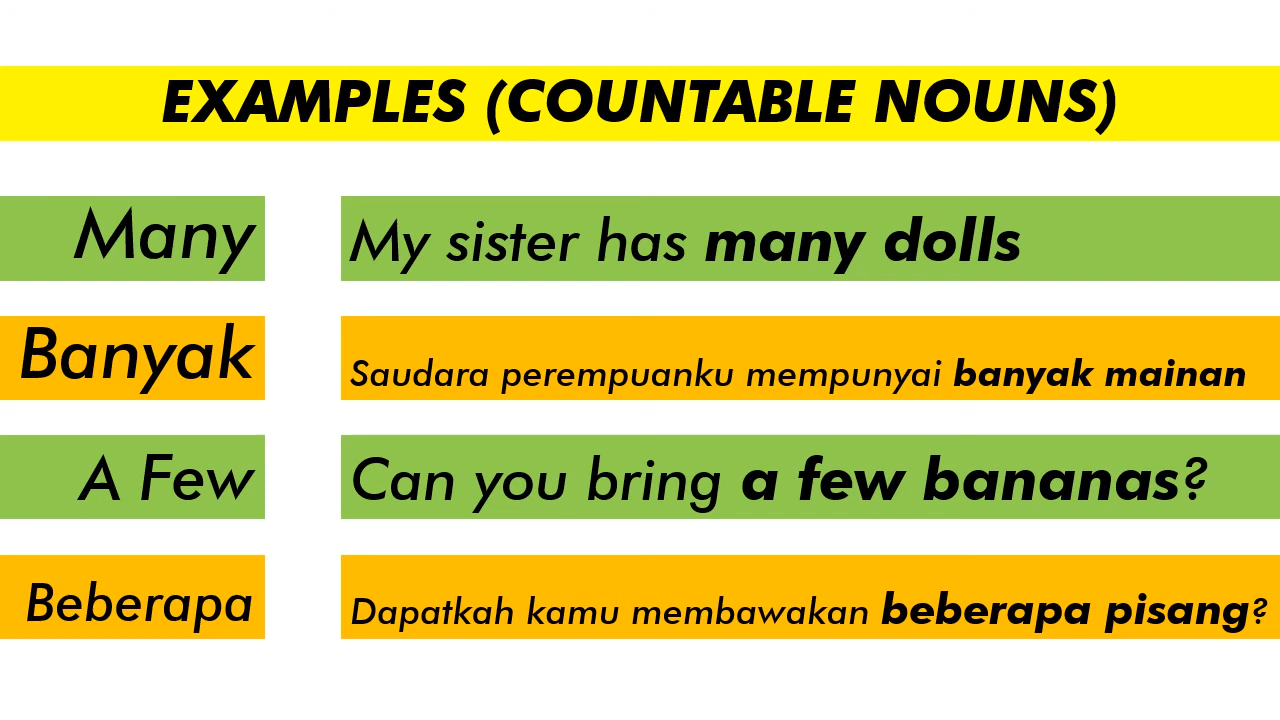 EXAMPLES (COUNTABLE NOUNS)
Many
My sister has many dolls
Banyak
Saudara perempuanku mempunyai banyak mainan
A Few
Can you bring a few bananas?
Beberapa
Dapatkah kamu membawakan beberapa pisang?